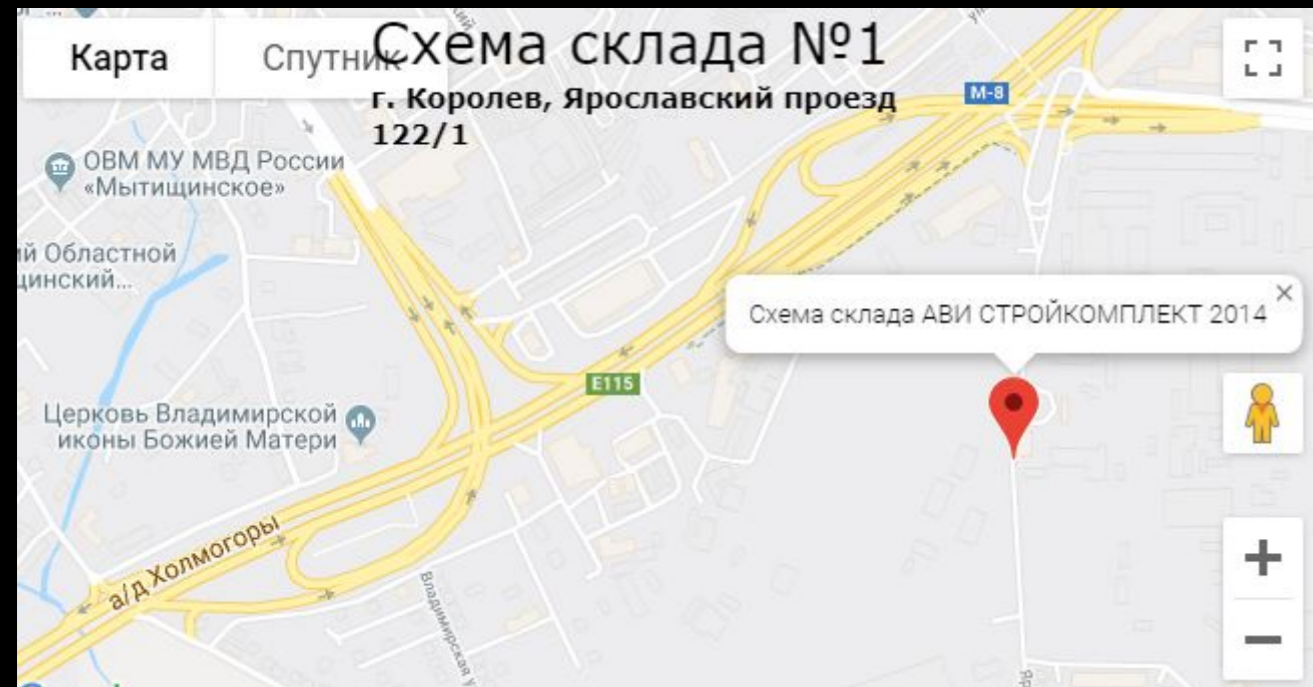 Карта
Спутник
Схема склада №1
г. Королев, Ярославский проезд
122/1
М-8
ОВМ МУ МВД России
«Мытищинское»
ий Областной
цинский...
Схема склада АВИ СТРОЙКОМПЛЕКТ 2014
E115
Церковь Владимирской
иконы Божией Матери
а/д Холмогоры
Владимирская у